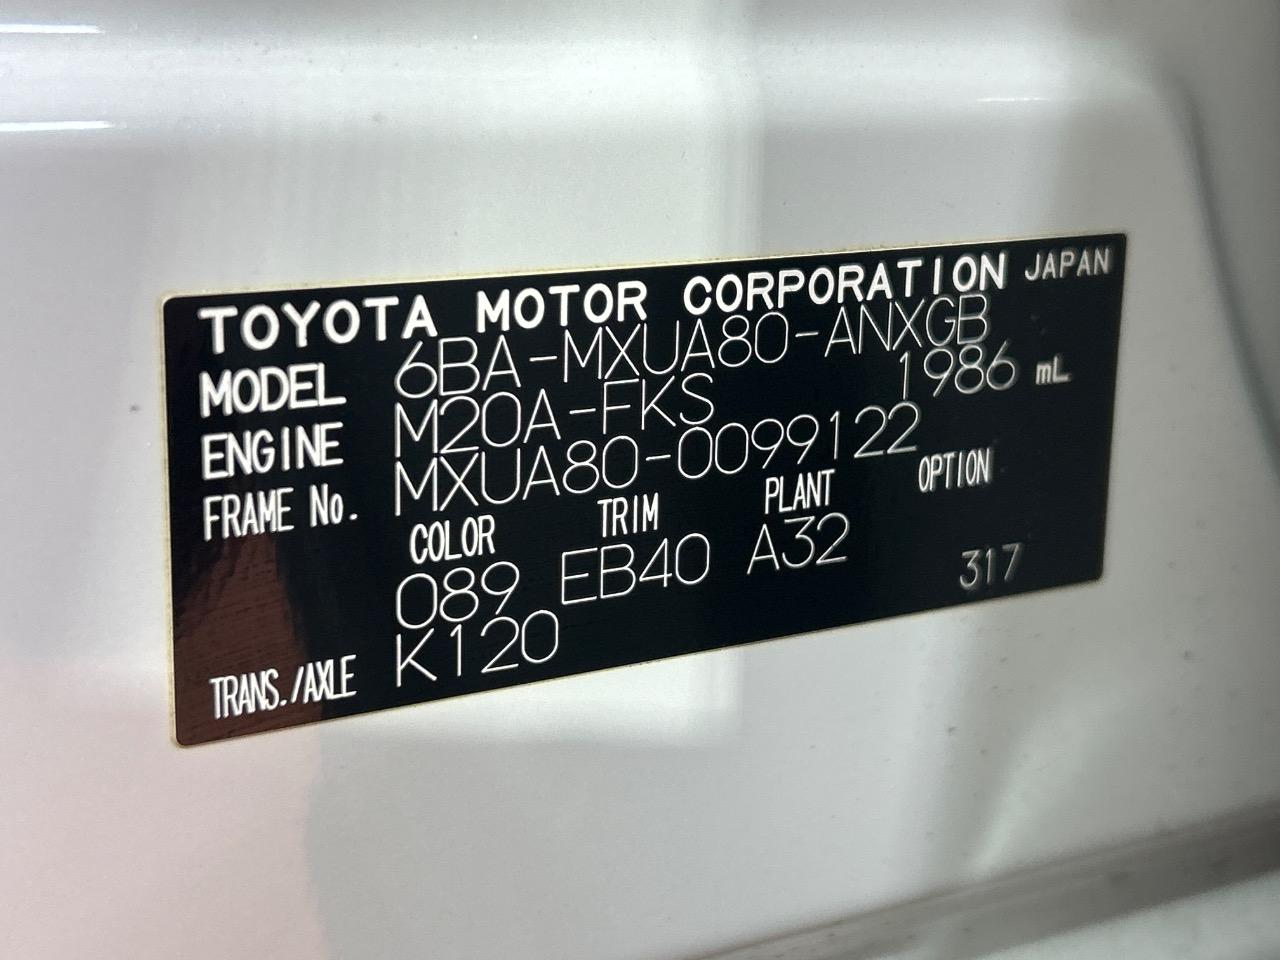 TOYOTA MOTOR CORPORATION JAPAN
MODEL 6BA-MXUA80-ANXGB
ENGINE M20A-FKS 1986 mL
FRAME No. MXUA80-0099122
COLOR TRIM PLANT OPTION
089 EB40 A32 317
TRANS./AXLE K120